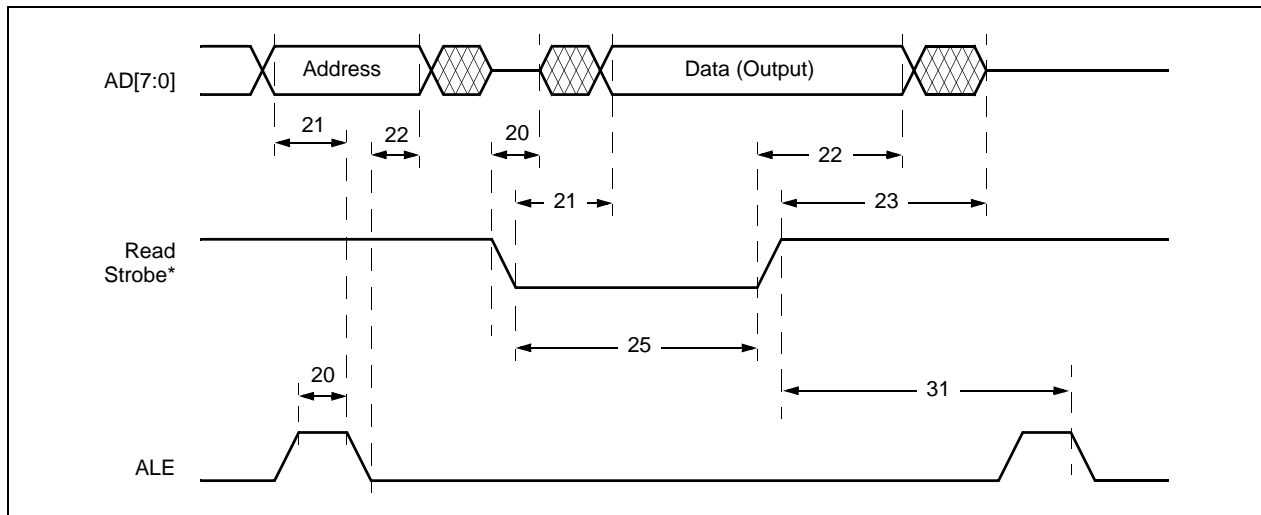 AD[7:0]
Address
Data (Output)
21
22
20
22
21
23
Read
Strobe*
25
20
31
ALE